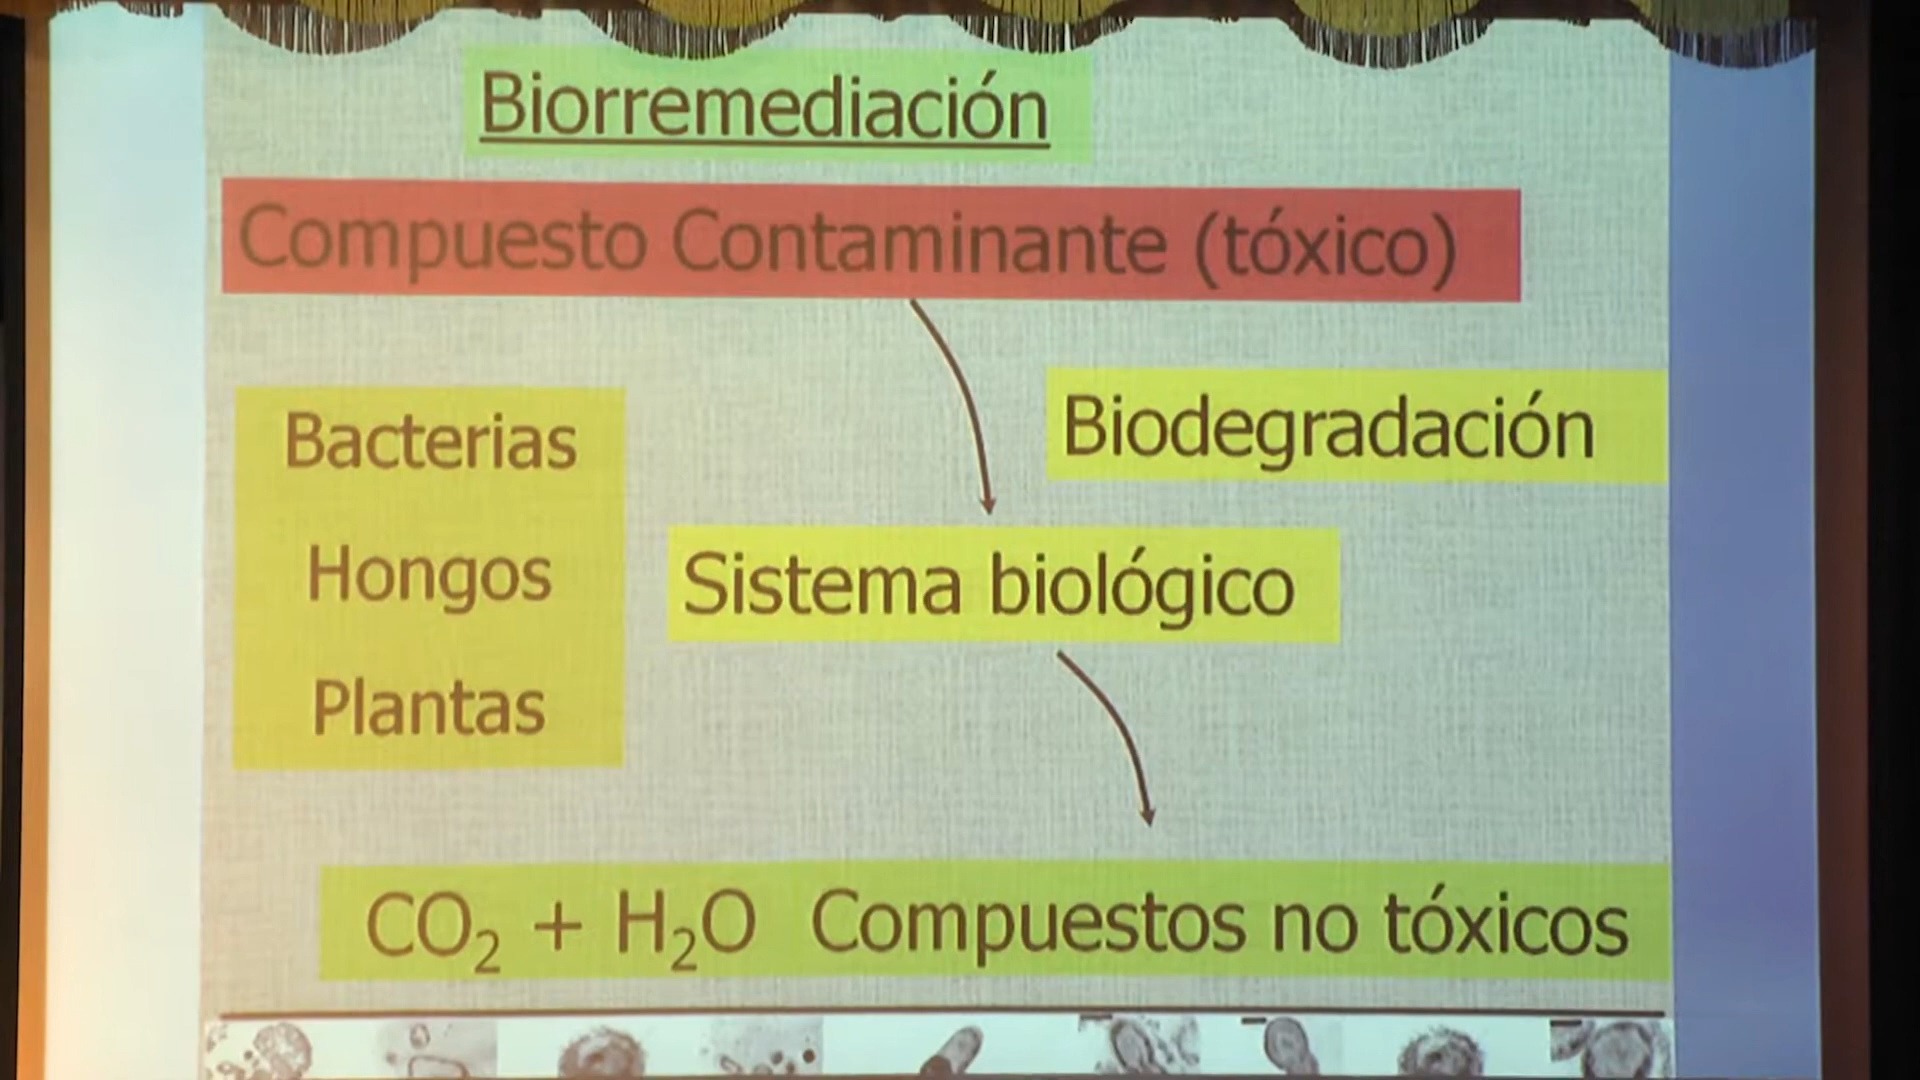 Biorremediación
Compuesto Contaminante (tóxico)
Biodegradación
Bacterias
Hongos
Plantas
Sistema biológico
CO₂ + H₂O Compuestos no tóxicos